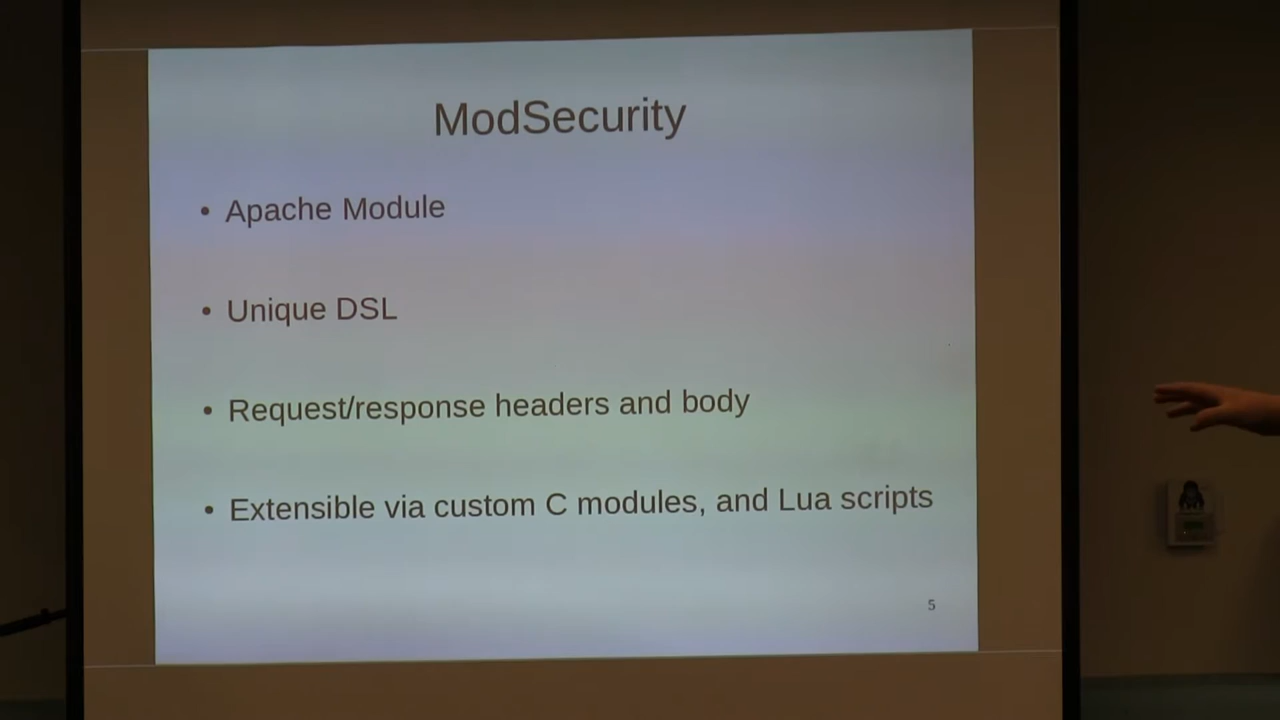 ModSecurity
• Apache Module
• Unique DSL
• Request/response headers and body
• Extensible via custom C modules, and Lua scripts
5